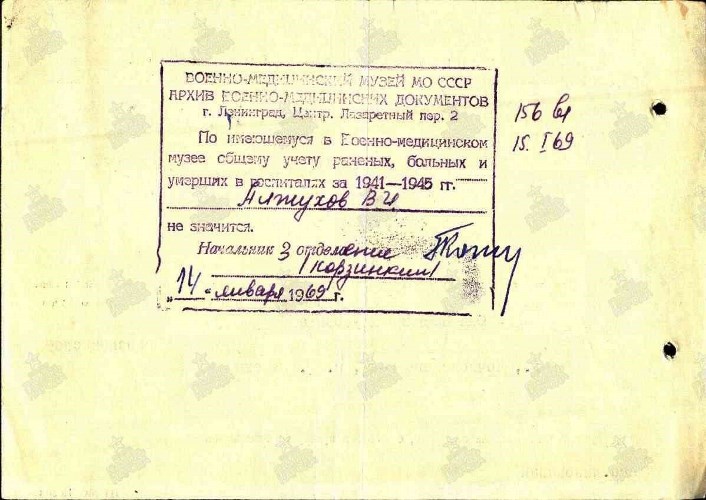 ВОЕННО-МЕДИЦИНСКИЙ МУЗЕЙ МО СССР
АРХИВ ВОЕННО-МЕДИЦИНСКИХ ДОКУМЕНТОВ
г. Ленинград, Центр. Лазаретный пер. 2
156 вх
15. I 69
По имеющемуся в Военно-медицинском
музее общему учету раненых, больных и
умерших в госпиталях за 1941—1945 гг.
Алтухов В И
не значится.
Начальник 3 отделения
/Корзинкин/
„14“ января 1969 г.